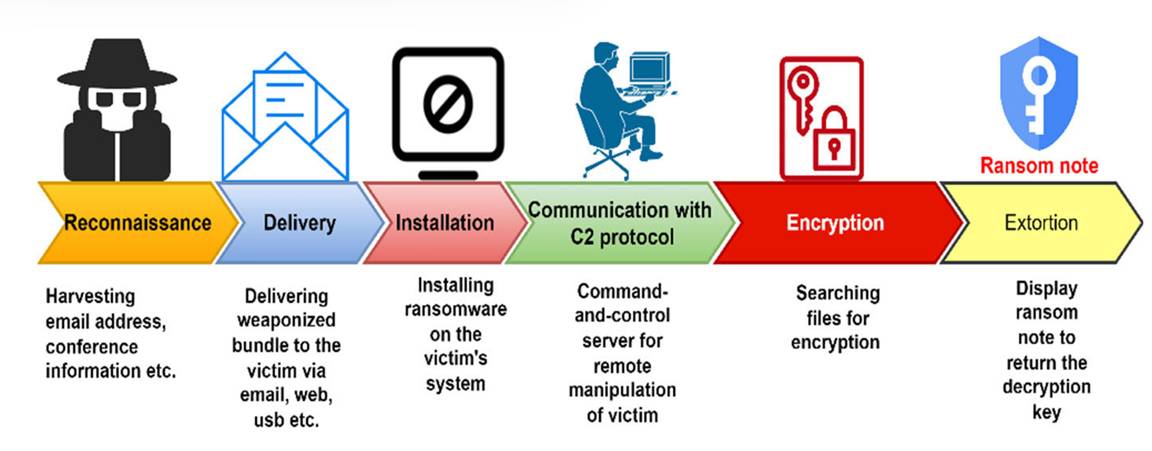 Ransom note
Reconnaissance
Delivery
Installation
Communication with
C2 protocol
Encryption
Extortion
Harvesting
email address,
conference
information etc.
Delivering
weaponized
bundle to the
victim via
email, web,
usb etc.
Installing
ransomware
on the
victim's
system
Command-
and-control
server for
remote
manipulation
of victim
Searching
files for
encryption
Display
ransom
note to
return the
decryption
key